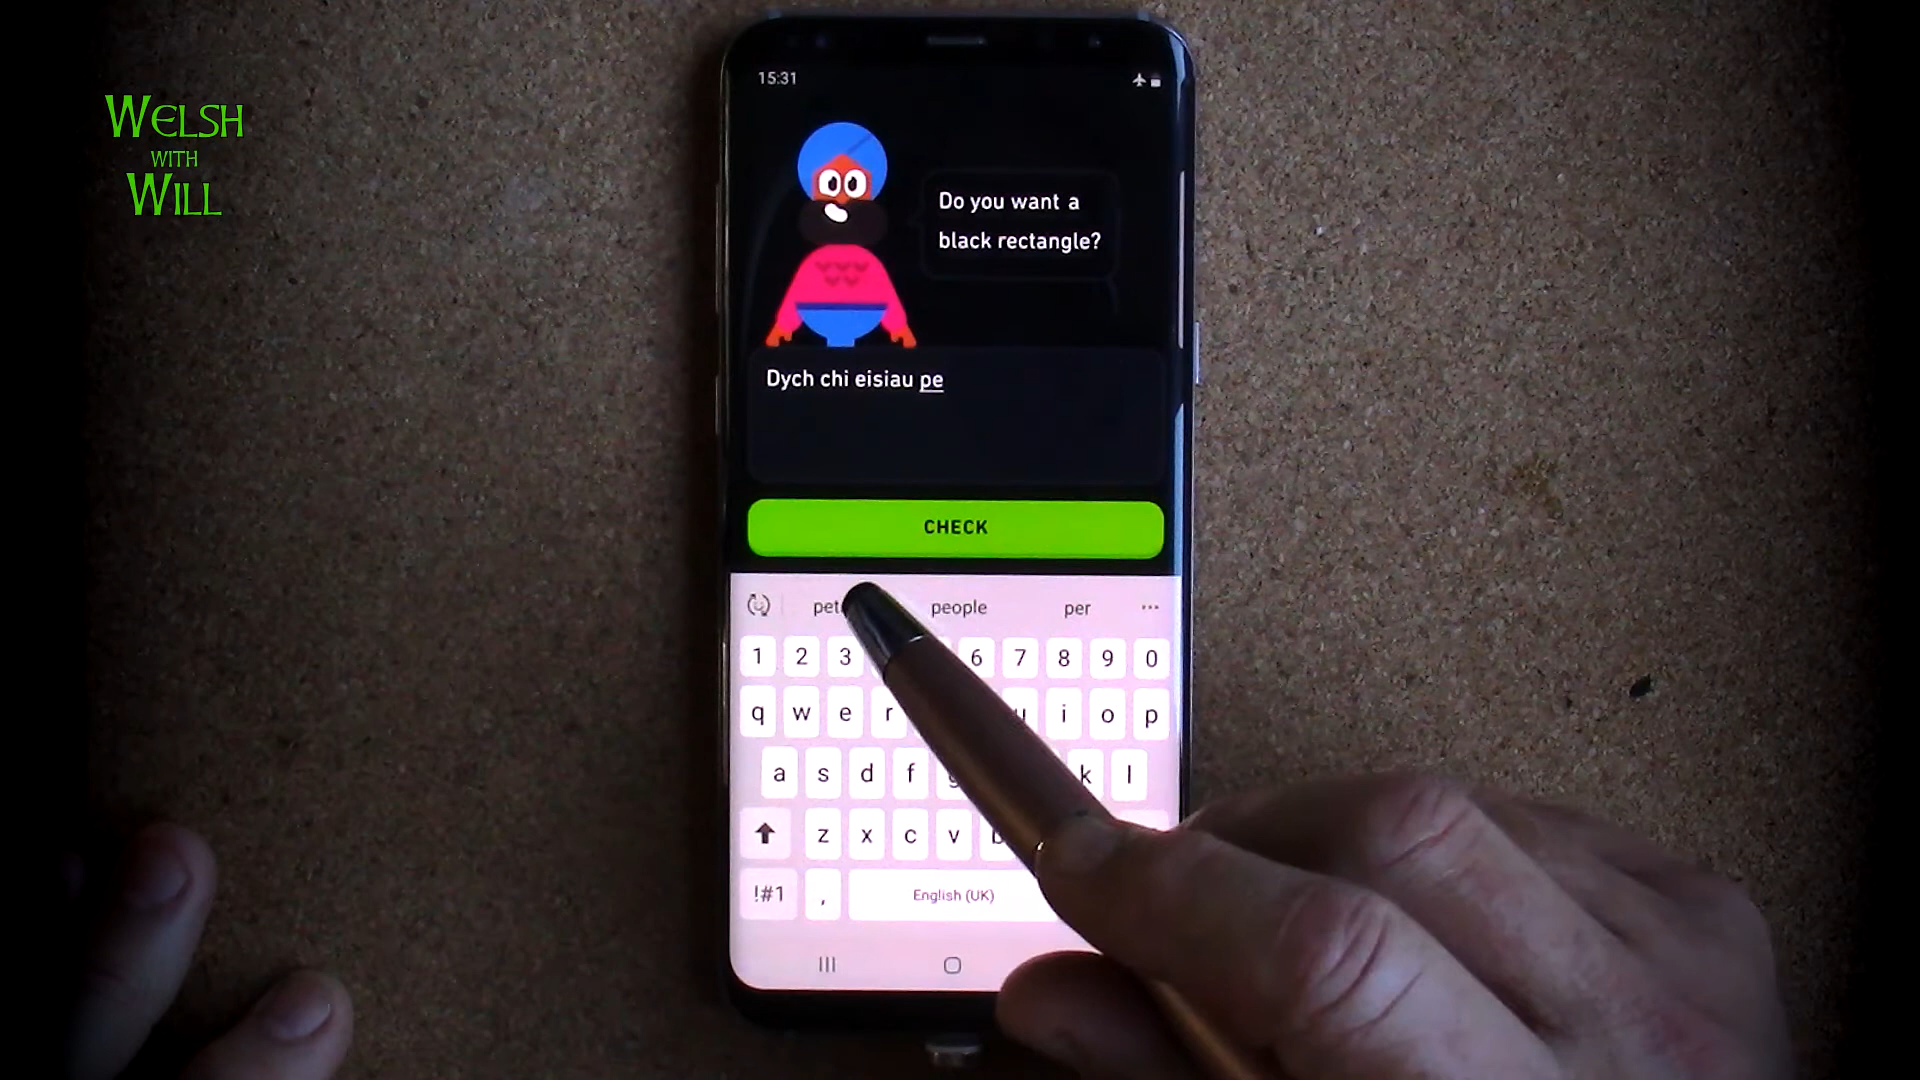 WELSH
WITH
WILL
15:31
Do you want a
black rectangle?
Dych chi eisiau pe
CHECK
people per ...
1 2 3 6 7 8 9 0
q w e r u i o p
a s d f g k l
z x c v b
!#1 , English (UK)